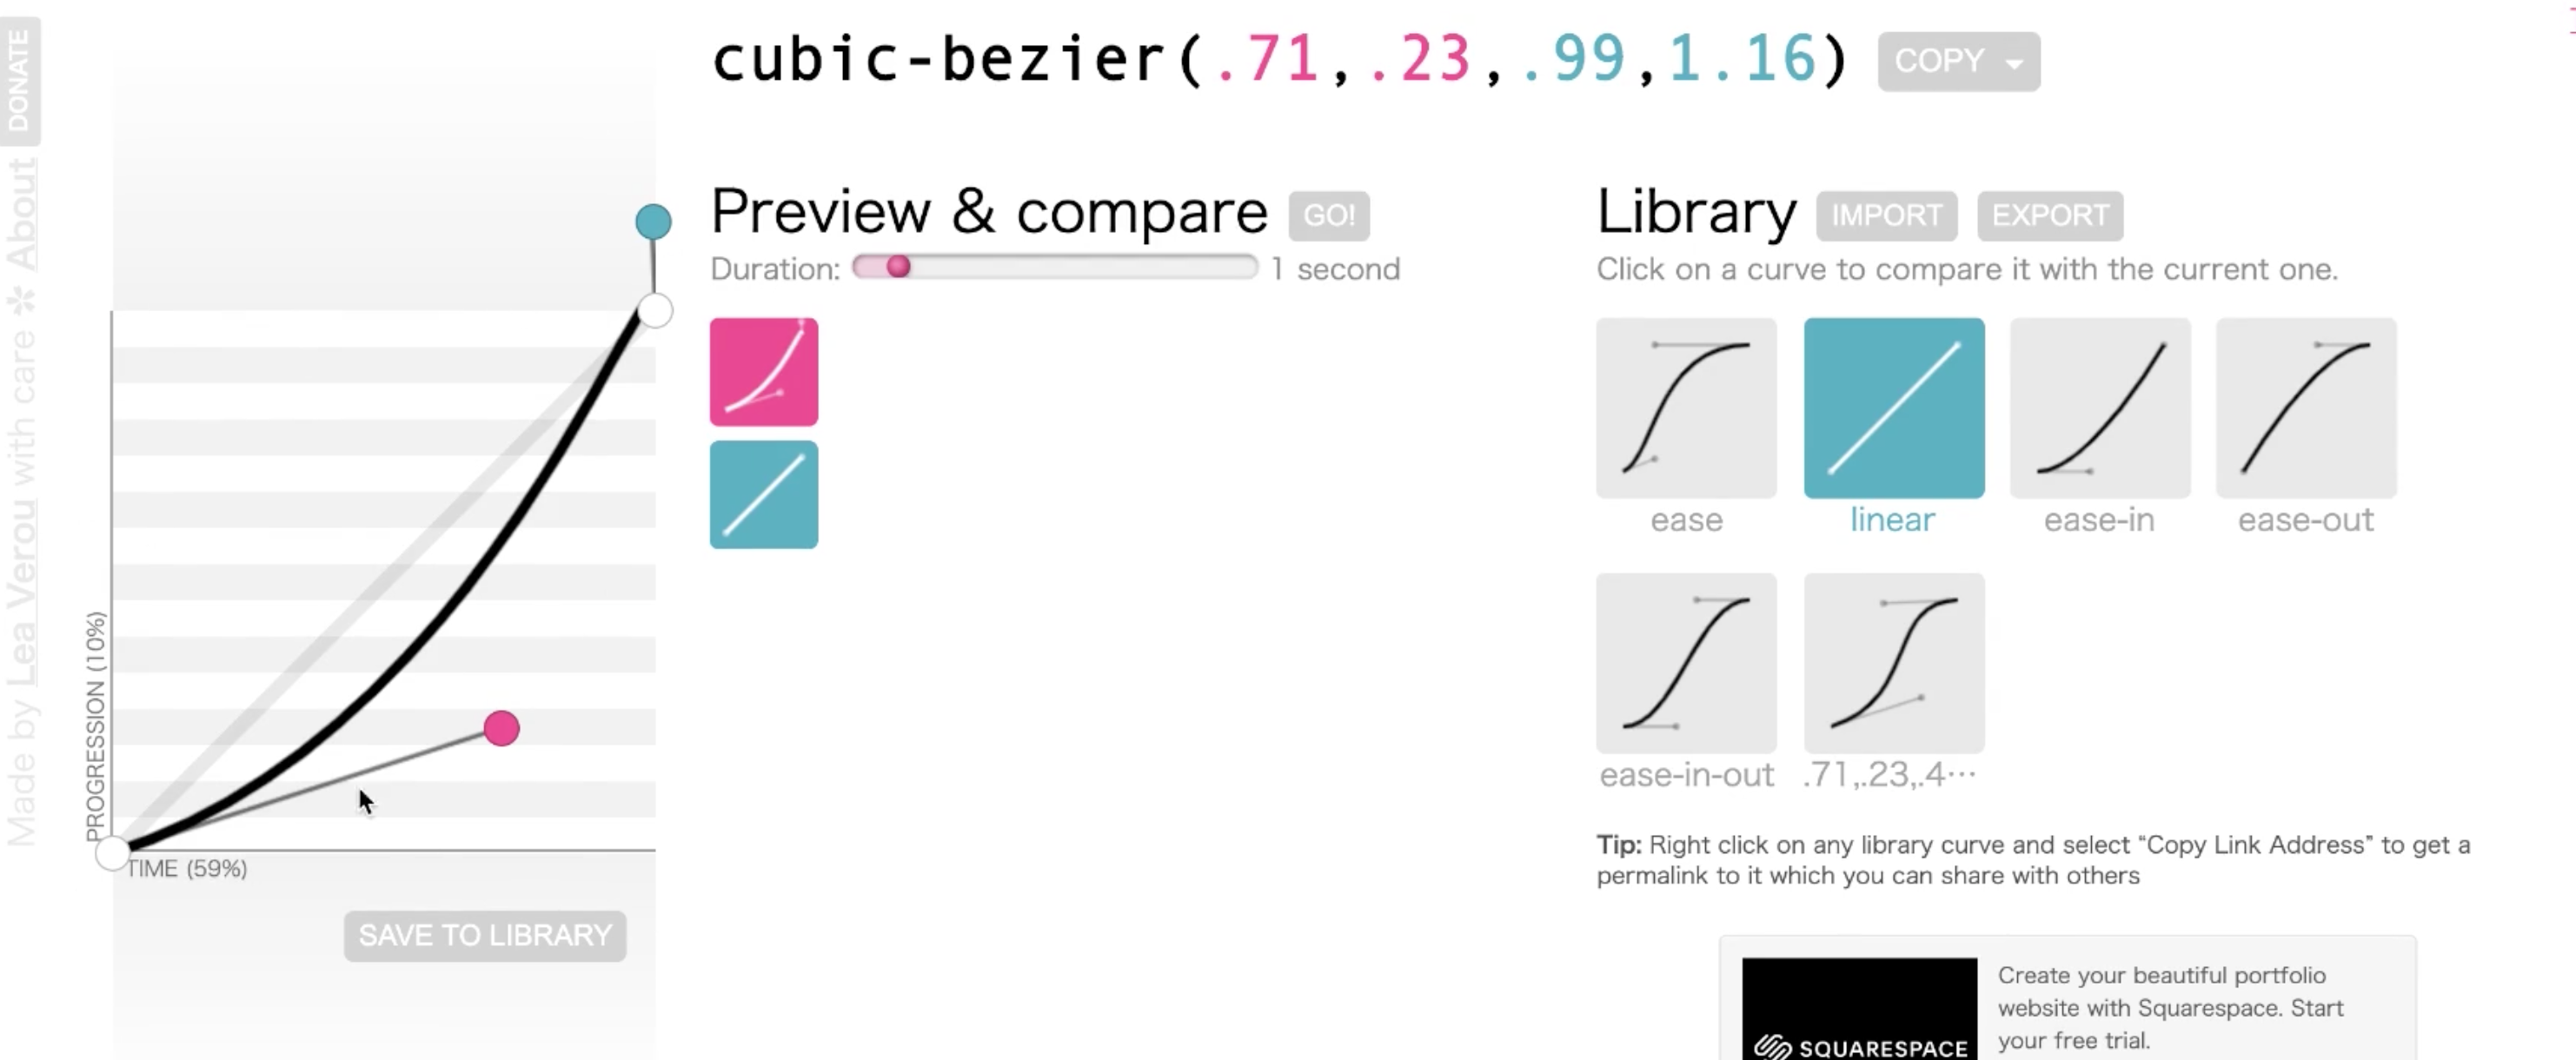 cubic-bezier(.71,.23,.99,1.16)
COPY
DONATE
Made by Lea Verou with care ✲ About
PROGRESSION (10%)
TIME (59%)
SAVE TO LIBRARY
Preview & compare
GO!
Duration:
1 second
Library
IMPORT
EXPORT
Click on a curve to compare it with the current one.
ease
linear
ease-in
ease-out
ease-in-out
.71,.23,.4…
Tip: Right click on any library curve and select “Copy Link Address” to get a
permalink to it which you can share with others
SQUARESPACE
Create your beautiful portfolio
website with Squarespace. Start
your free trial.